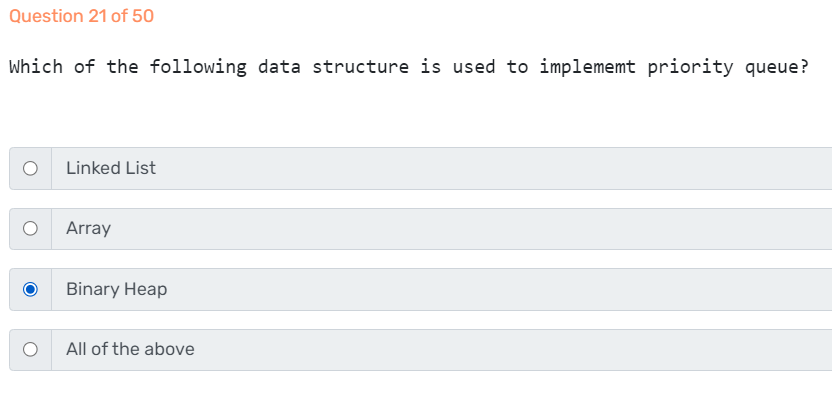 Question 21 of 50
Which of the following data structure is used to implememt priority queue?
Linked List
Array
Binary Heap
All of the above